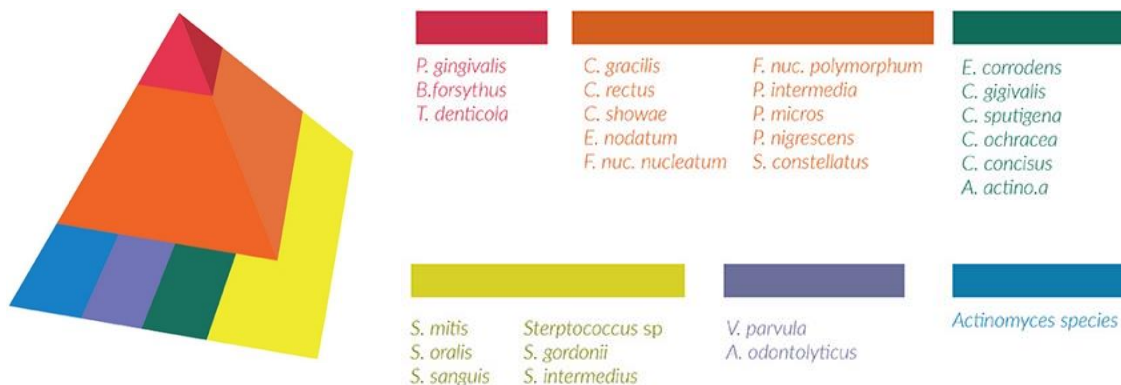 P. gingivalis
B.forsythus
T. denticola
C. gracilis
C. rectus
C. showae
E. nodatum
F. nuc. nucleatum
F. nuc. polymorphum
P. intermedia
P. micros
P. nigrescens
S. constellatus
E. corrodens
C. gigivalis
C. sputigena
C. ochracea
C. concisus
A. actino.a
S. mitis
S. oralis
S. sanguis
Sterptococcus sp
S. gordonii
S. intermedius
V. parvula
A. odontolyticus
Actinomyces species